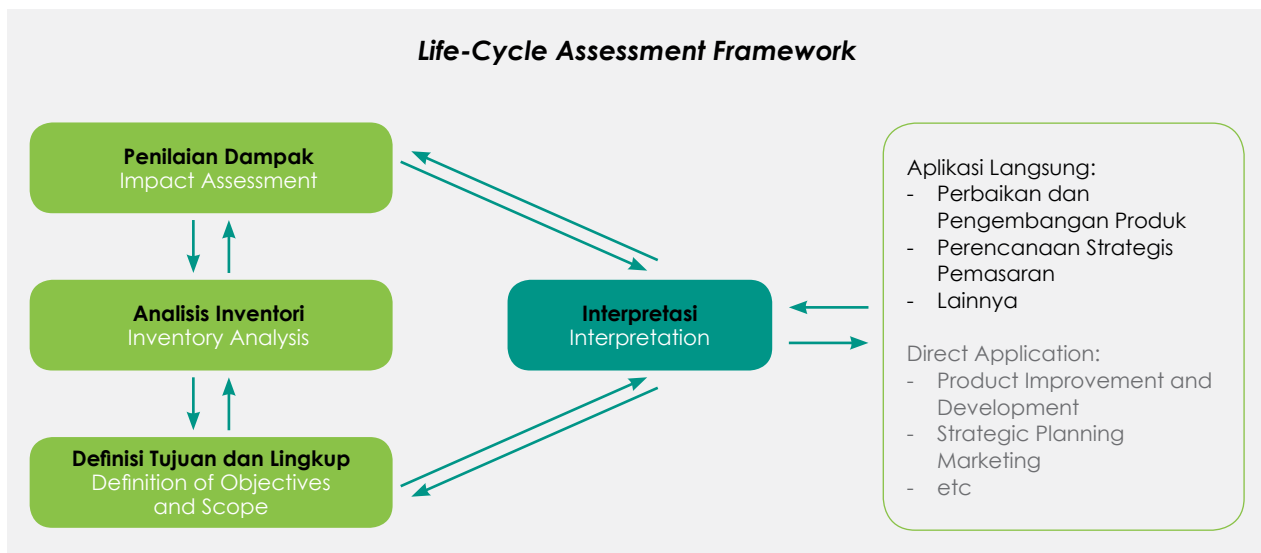 Life-Cycle Assessment Framework
Penilaian Dampak
Impact Assessment
Analisis Inventori
Inventory Analysis
Definisi Tujuan dan Lingkup
Definition of Objectives
and Scope
Interpretasi
Interpretation
Aplikasi Langsung:
- Perbaikan dan
Pengembangan Produk
- Perencanaan Strategis
Pemasaran
- Lainnya
Direct Application:
- Product Improvement and
Development
- Strategic Planning
Marketing
- etc